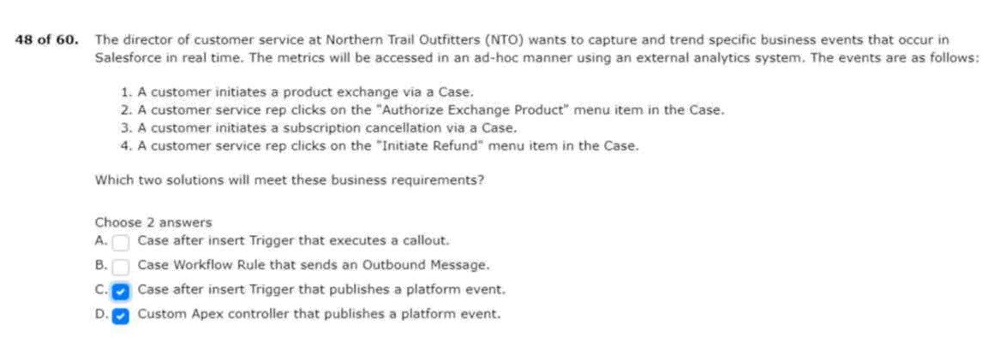 48 of 60. The director of customer service at Northern Trail Outfitters (NTO) wants to capture and trend specific business events that occur in
Salesforce in real time. The metrics will be accessed in an ad-hoc manner using an external analytics system. The events are as follows:
1. A customer initiates a product exchange via a Case.
2. A customer service rep clicks on the "Authorize Exchange Product" menu item in the Case.
3. A customer initiates a subscription cancellation via a Case.
4. A customer service rep clicks on the "Initiate Refund" menu item in the Case.
Which two solutions will meet these business requirements?
Choose 2 answers
A. Case after insert Trigger that executes a callout.
B. Case Workflow Rule that sends an Outbound Message.
C. Case after insert Trigger that publishes a platform event.
D. Custom Apex controller that publishes a platform event.